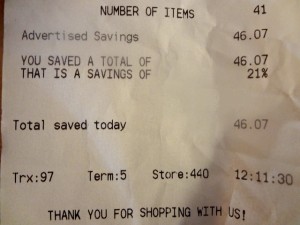 NUMBER OF ITEMS 41
Advertised Savings 46.07
YOU SAVED A TOTAL OF 46.07
THAT IS A SAVINGS OF 21%
Total saved today 46.07
Trx:97 Term:5 Store:440 12:11:30
THANK YOU FOR SHOPPING WITH US!